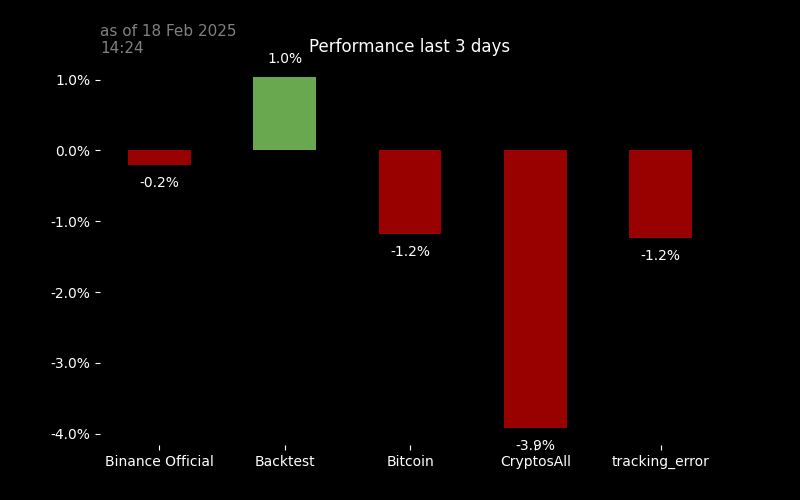 as of 18 Feb 2025
14:24
Performance last 3 days
1.0%
1.0%
0.0%
-0.2%
-1.0%
-1.2%
-1.2%
-2.0%
-3.0%
-4.0%
-3.9%
Binance Official
Backtest
Bitcoin
CryptosAll
tracking_error